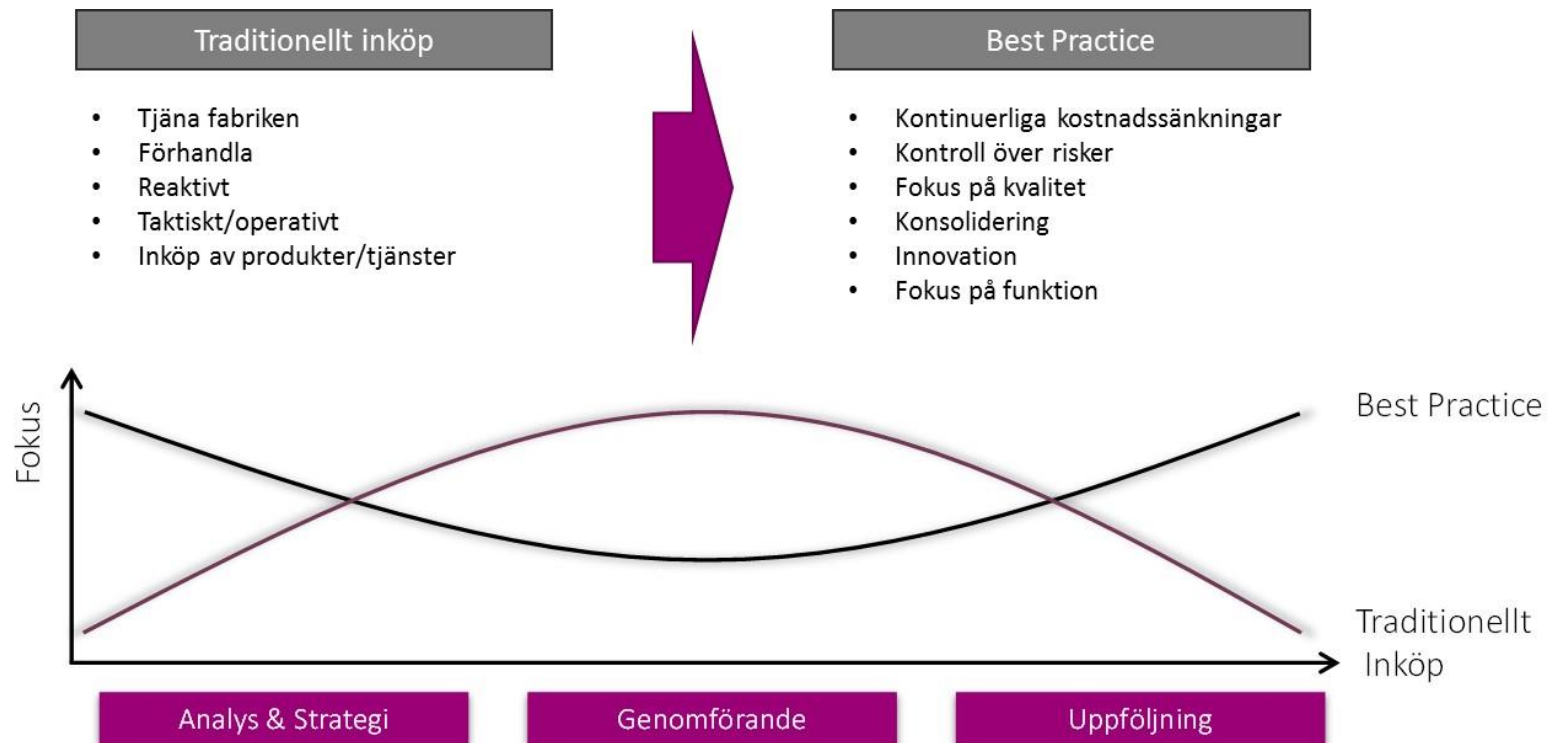 Traditionellt inköp
• Tjäna fabriken
• Förhandla
• Reaktivt
• Taktiskt/operativt
• Inköp av produkter/tjänster
Best Practice
• Kontinuerliga kostnadssänkningar
• Kontroll över risker
• Fokus på kvalitet
• Konsolidering
• Innovation
• Fokus på funktion
Fokus
Best Practice
Traditionellt
Inköp
Analys & Strategi
Genomförande
Uppföljning